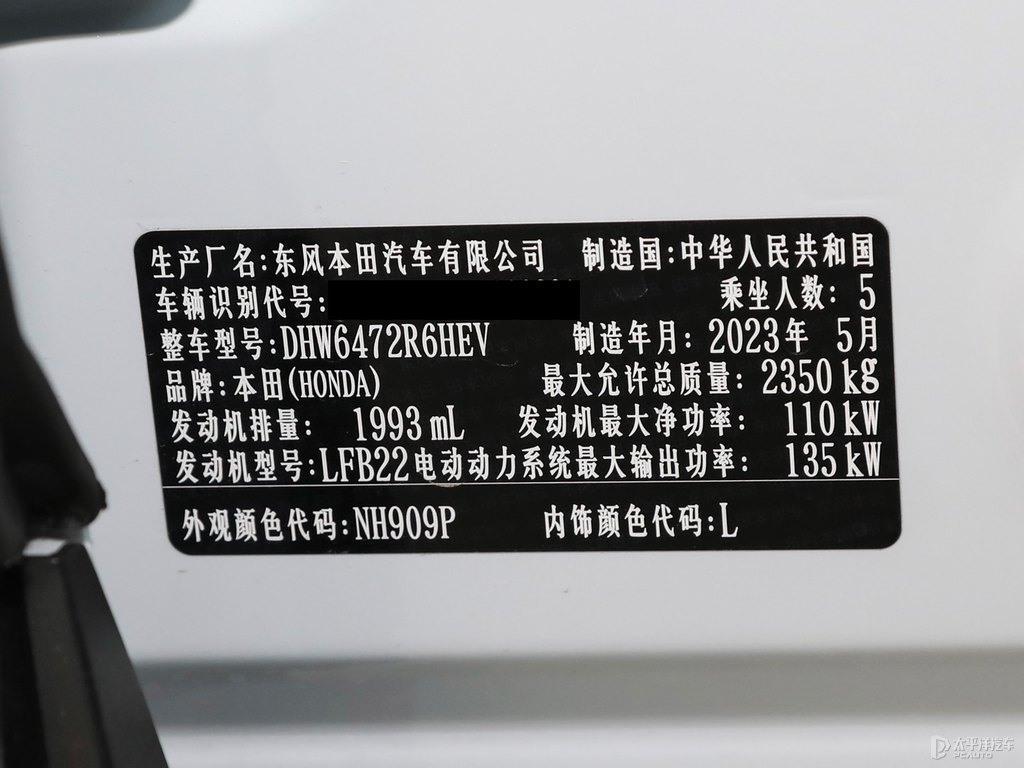 生产厂名:东风本田汽车有限公司 制造国:中华人民共和国
车辆识别代号: 乘坐人数: 5
整车型号:DHW6472R6HEV 制造年月: 2023年 5月
品牌:本田(HONDA) 最大允许总质量: 2350 kg
发动机排量: 1993 mL 发动机最大净功率: 110 kW
发动机型号:LFB22 电动动力系统最大输出功率: 135 kW
外观颜色代码:NH909P 内饰颜色代码:L
太平洋汽车
PCAUTO